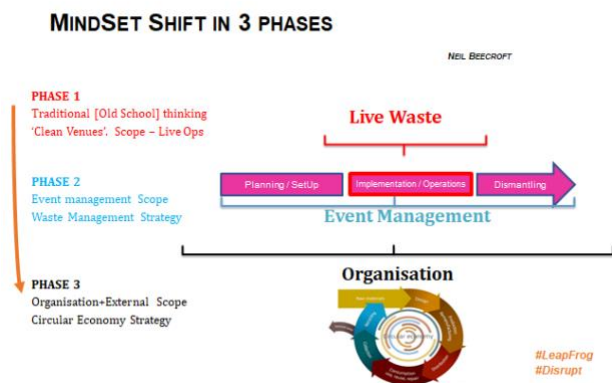 MINDSET SHIFT IN 3 PHASES
NEIL BEECROFT
PHASE 1
Traditional [Old School] thinking
'Clean Venues'. Scope – Live Ops
Live Waste
PHASE 2
Event management Scope
Waste Management Strategy
Planning / SetUp
Implementation / Operations
Dismantling
Event Management
PHASE 3
Organisation+External Scope
Circular Economy Strategy
Organisation
Circular economy
#LeapFrog
#Disrupt